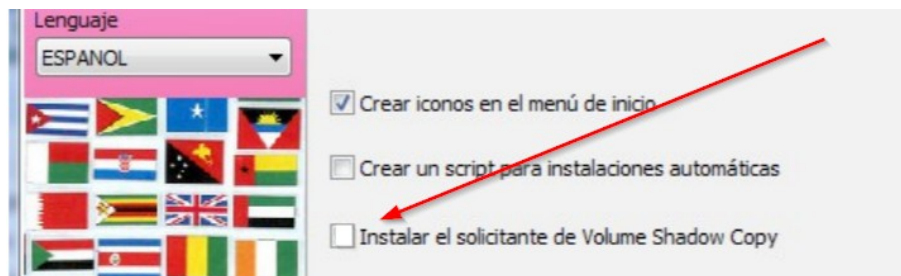 Lenguaje
ESPANOL
Crear iconos en el menú de inicio
Crear un script para instalaciones automáticas
Instalar el solicitante de Volume Shadow Copy